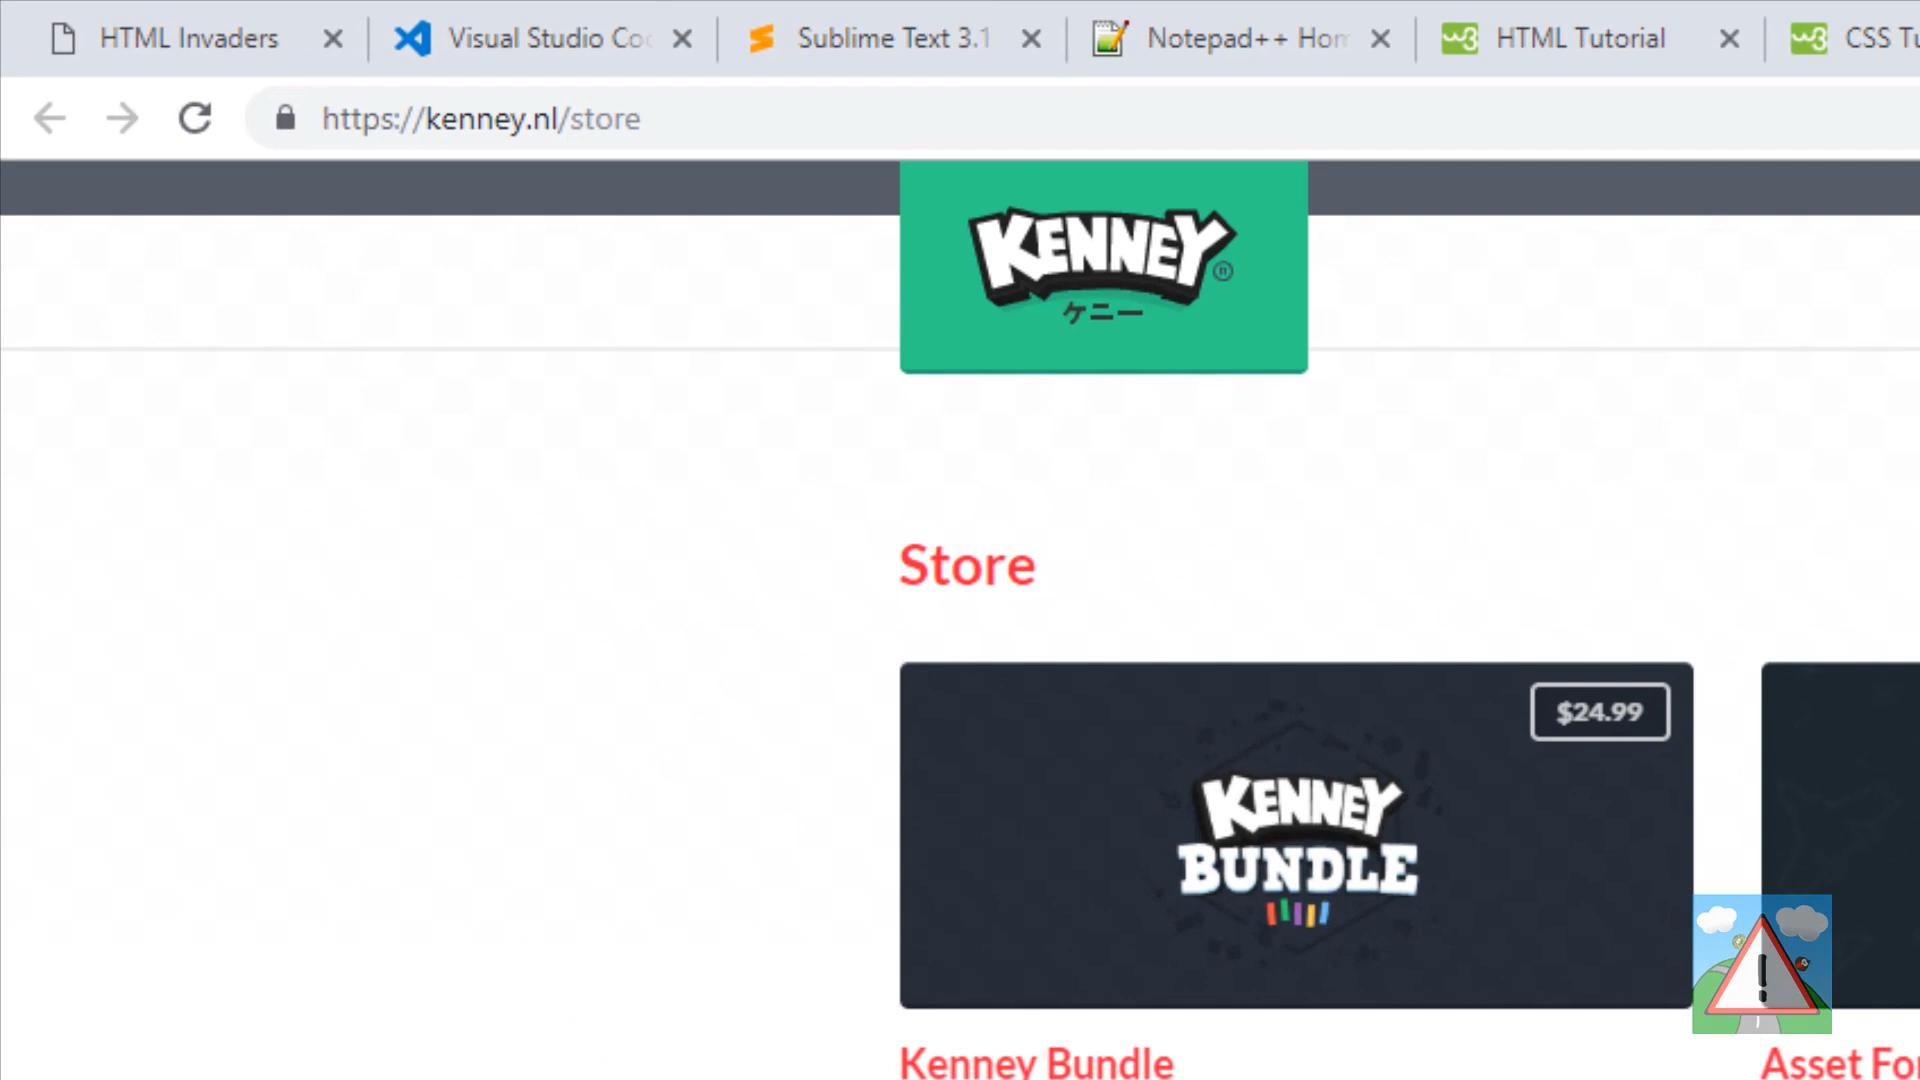 HTML Invaders
Visual Studio Co
Sublime Text 3.1
Notepad++ Hom
HTML Tutorial
CSS Tu
https://kenney.nl/store
KENNEY
ケニー
Store
$24.99
KENNEY
BUNDLE
!
Kenney Bundle
Asset For